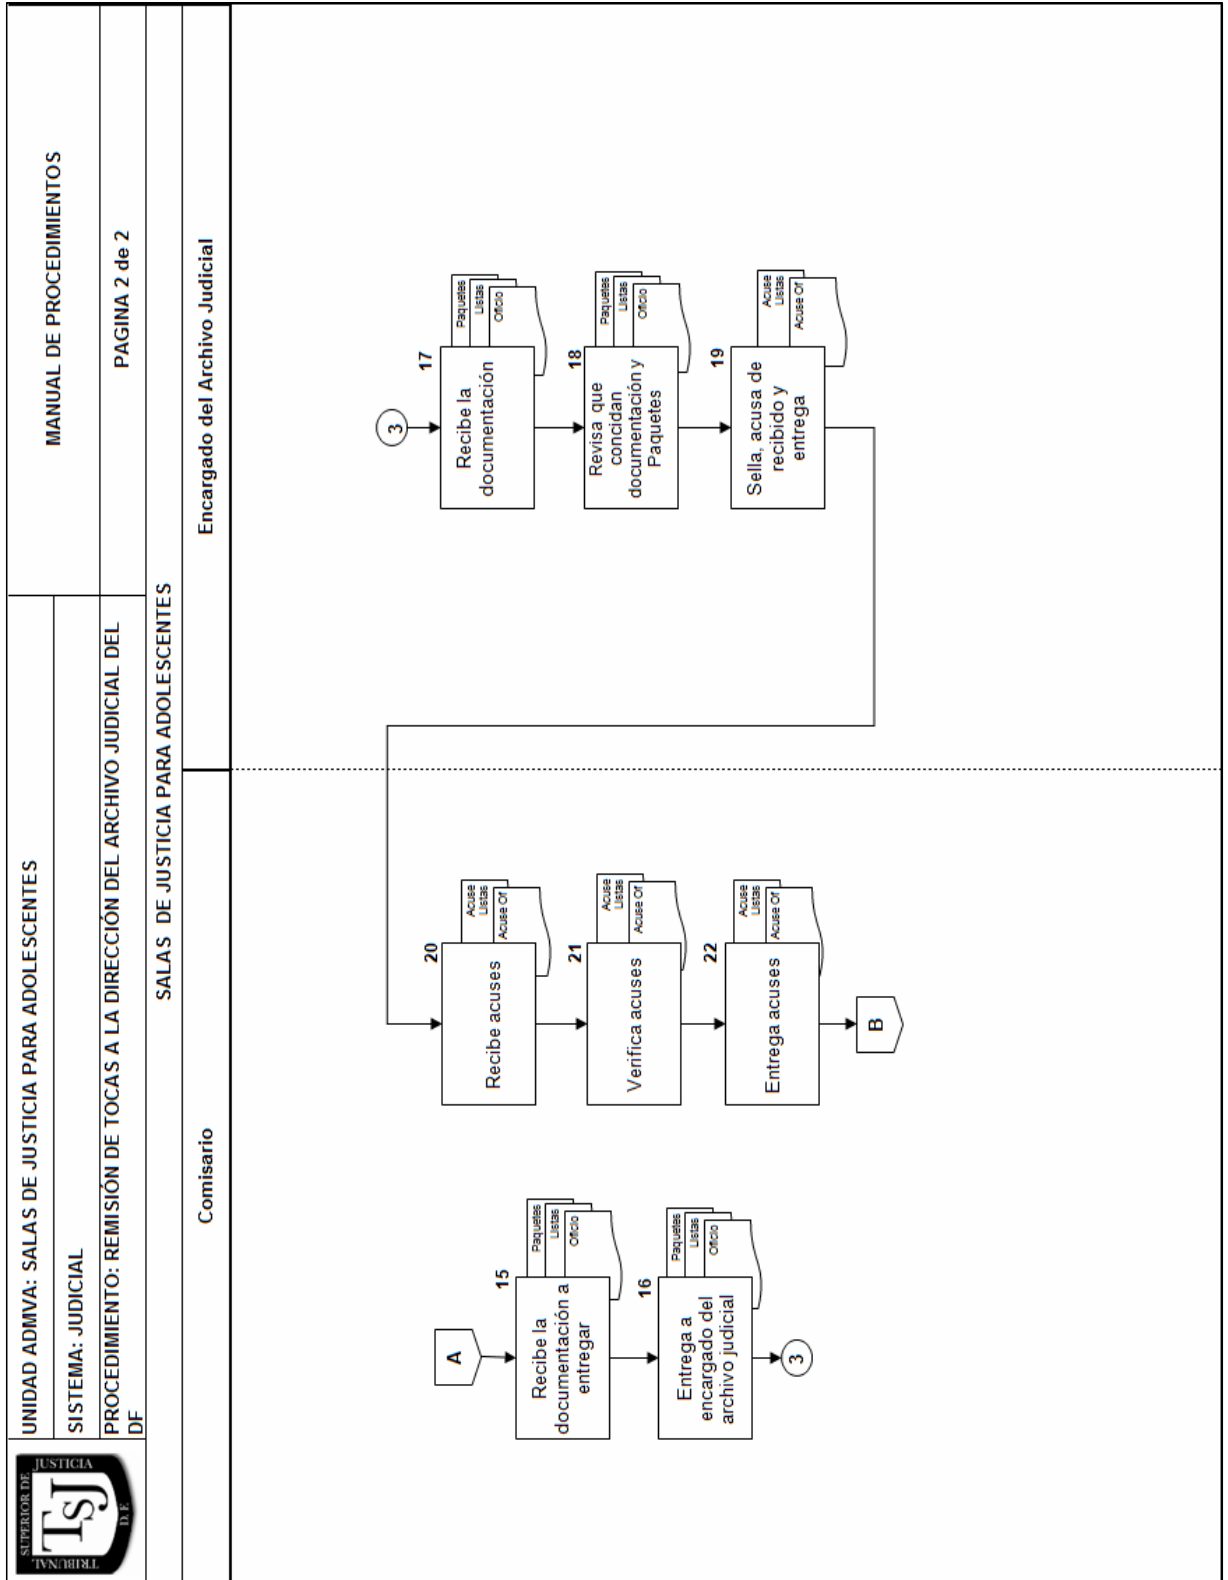 TRIBUNAL
SUPERIOR DE
JUSTICIA
D. F.
TSJ
UNIDAD ADMVA: SALAS DE JUSTICIA PARA ADOLESCENTES
MANUAL DE PROCEDIMIENTOS
SISTEMA: JUDICIAL
PROCEDIMIENTO: REMISIÓN DE TOCAS A LA DIRECCIÓN DEL ARCHIVO JUDICIAL DEL
DF
PAGINA 2 de 2
SALAS DE JUSTICIA PARA ADOLESCENTES
Comisario
Encargado del Archivo Judicial
A
15
Recibe la
documentación a
entregar
Paquetes
Listas
Oficio
16
Entrega a
encargado del
archivo judicial
Paquetes
Listas
Oficio
3
3
17
Recibe la
documentación
Paquetes
Listas
Oficio
18
Revisa que
concidan
documentación y
Paquetes
Paquetes
Listas
Oficio
19
Sella, acusa de
recibido y
entrega
Acuse
Listas
Acuse Of
20
Recibe acuses
Acuse
Listas
Acuse Of
21
Verifica acuses
Acuse
Listas
Acuse Of
22
Entrega acuses
Acuse
Listas
Acuse Of
B